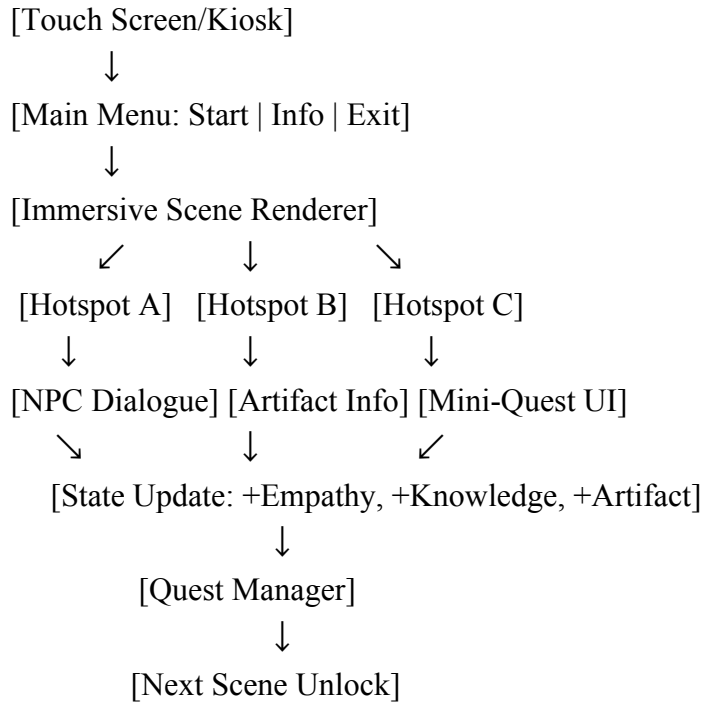 [Touch Screen/Kiosk]
↓
[Main Menu: Start | Info | Exit]
↓
[Immersive Scene Renderer]
↙ ↓ ↘
[Hotspot A] [Hotspot B] [Hotspot C]
↓ ↓ ↓
[NPC Dialogue] [Artifact Info] [Mini-Quest UI]
↘ ↓ ↙
[State Update: +Empathy, +Knowledge, +Artifact]
↓
[Quest Manager]
↓
[Next Scene Unlock]